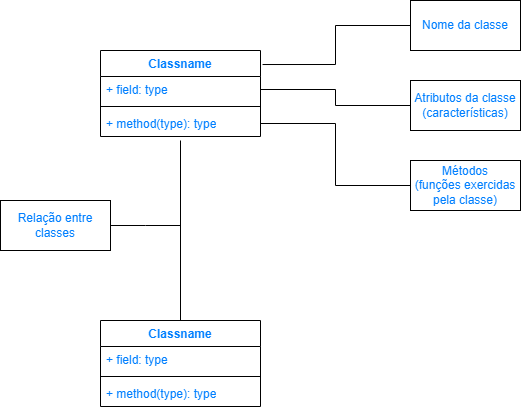 Nome da classe
Classname
+ field: type
+ method(type): type
Atributos da classe
(características)
Métodos
(funções exercidas
pela classe)
Relação entre
classes
Classname
+ field: type
+ method(type): type